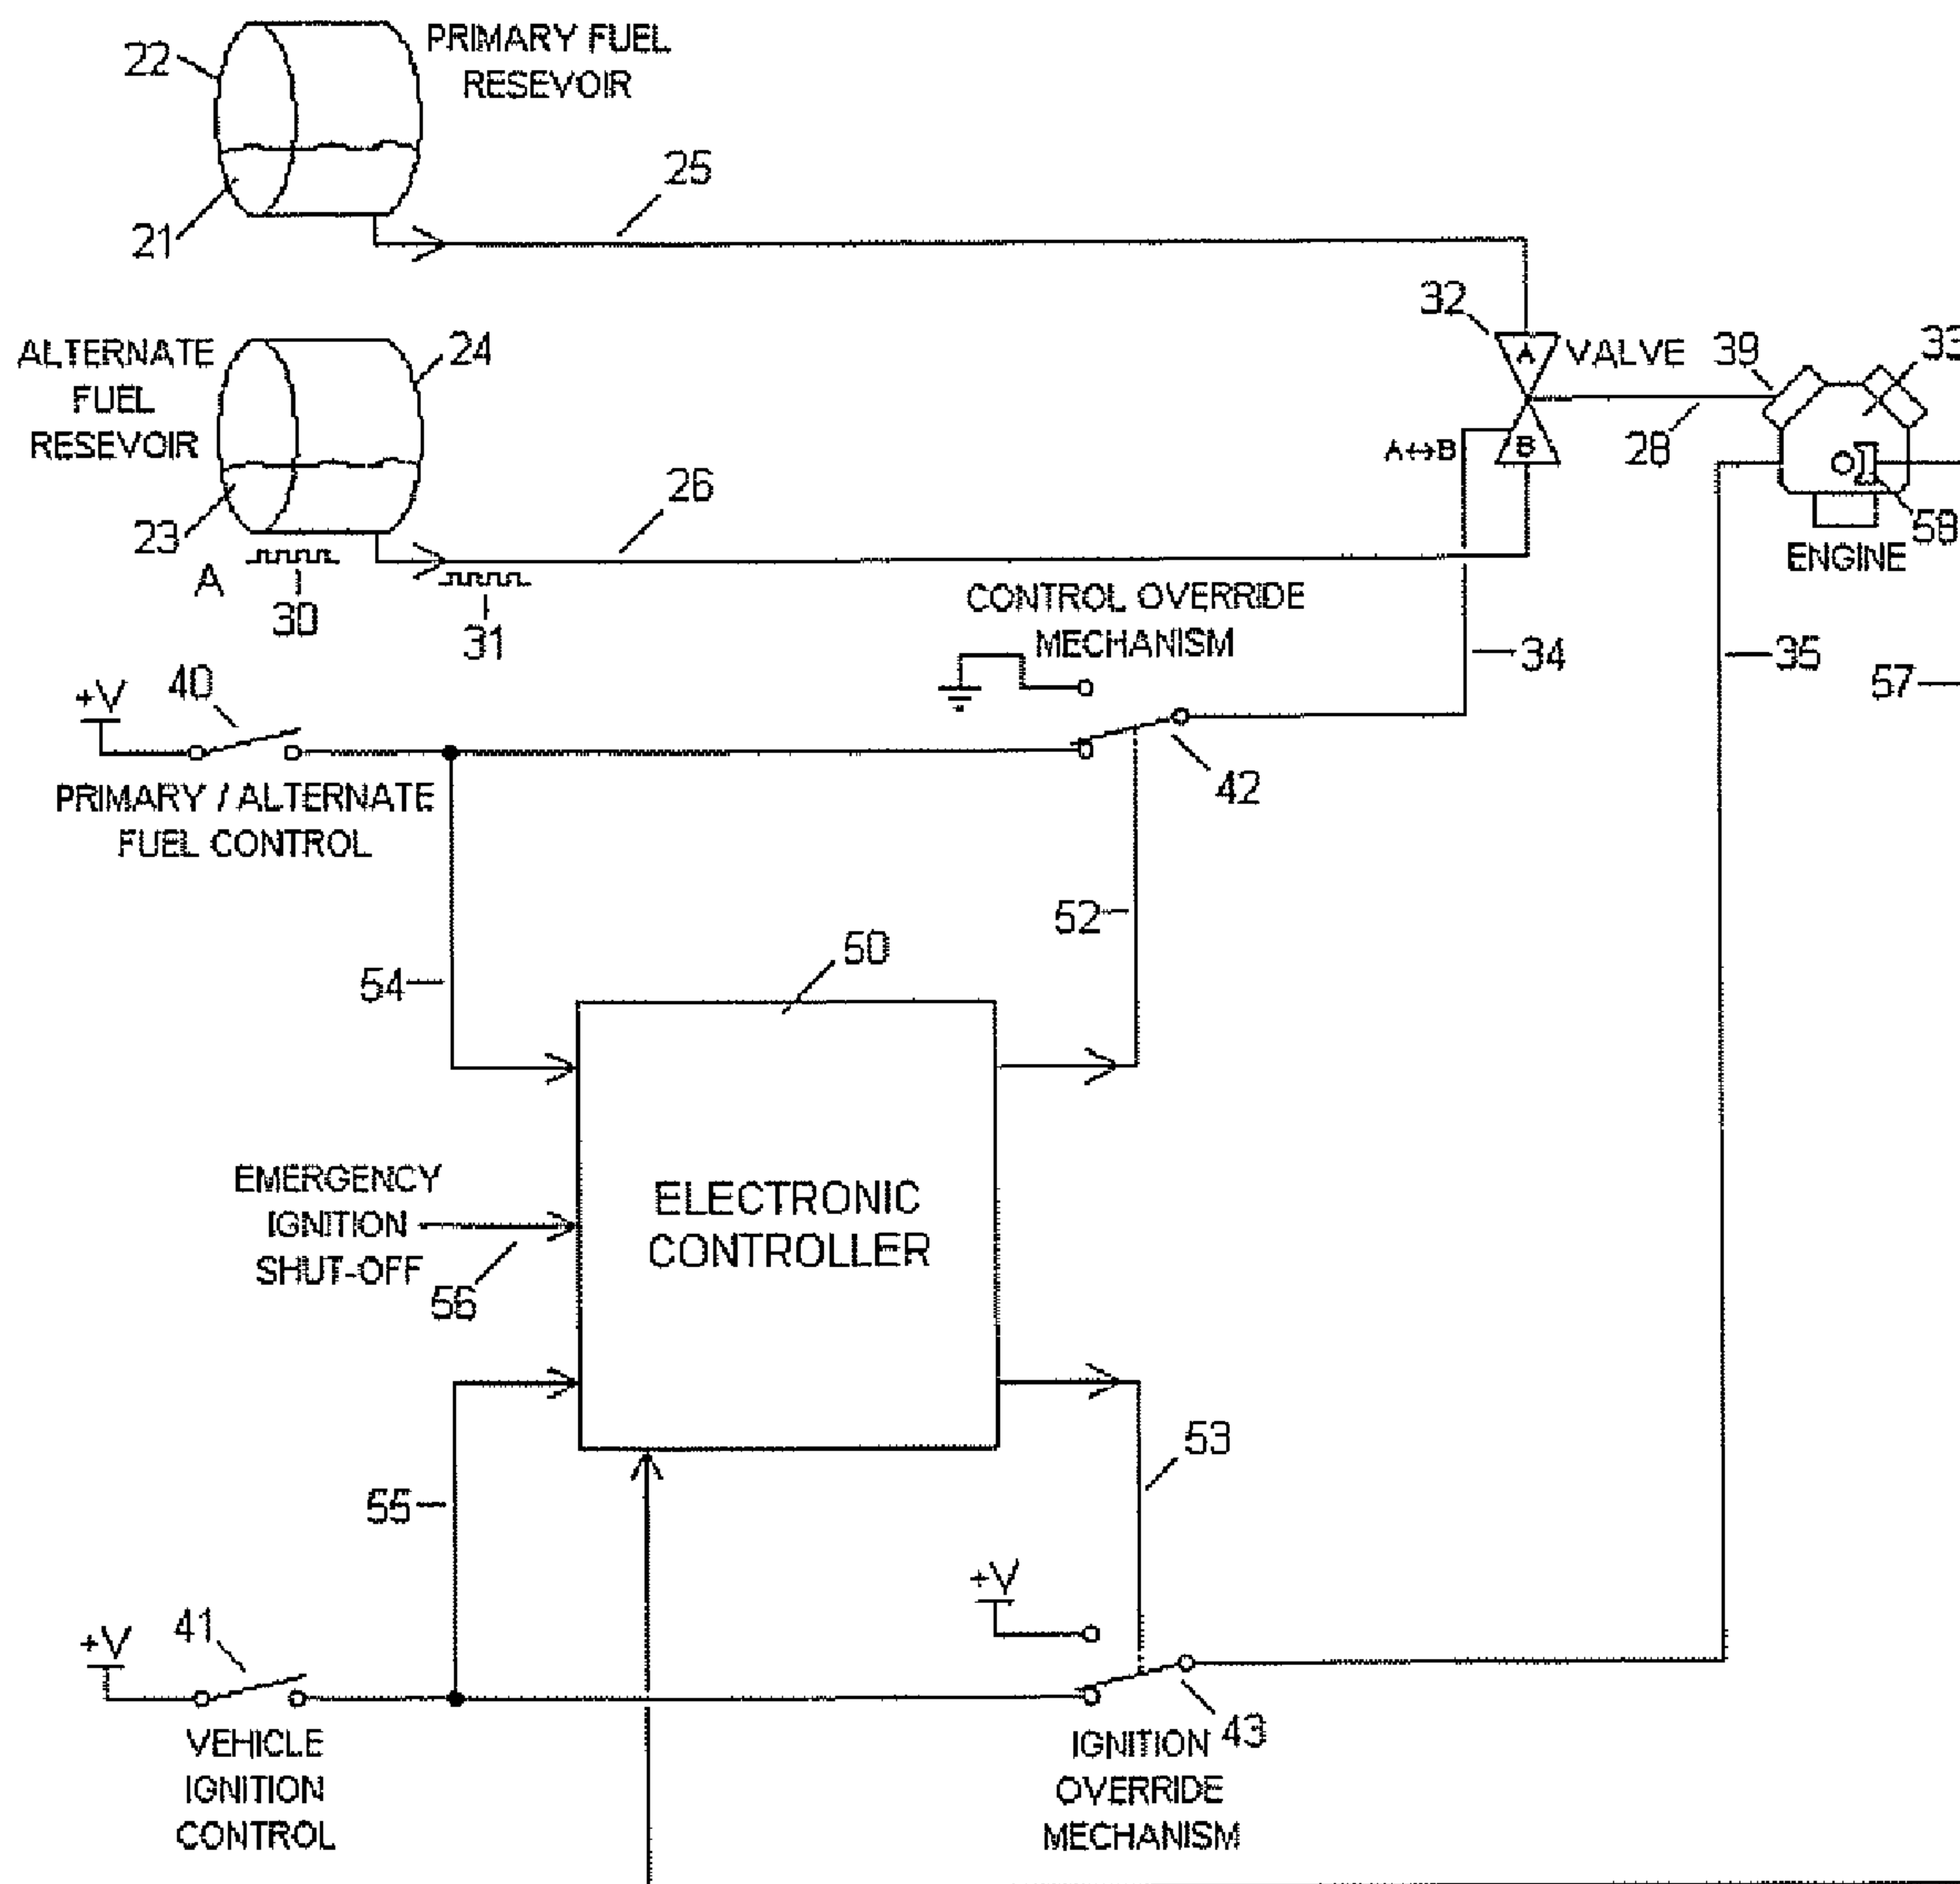 22
PRIMARY FUEL
RESEVOIR
21
25
ALTERNATE
FUEL
RESEVOIR
24
23
A
30
31
26
32
A
VALVE
B
A↔B
39
33
28
58
ENGINE
CONTROL OVERRIDE
MECHANISM
34
35
57
+V
40
42
PRIMARY / ALTERNATE
FUEL CONTROL
52
54
50
EMERGENCY
IGNITION
SHUT-OFF
56
ELECTRONIC
CONTROLLER
53
55
+V
+V
41
43
VEHICLE
IGNITION
CONTROL
IGNITION
OVERRIDE
MECHANISM